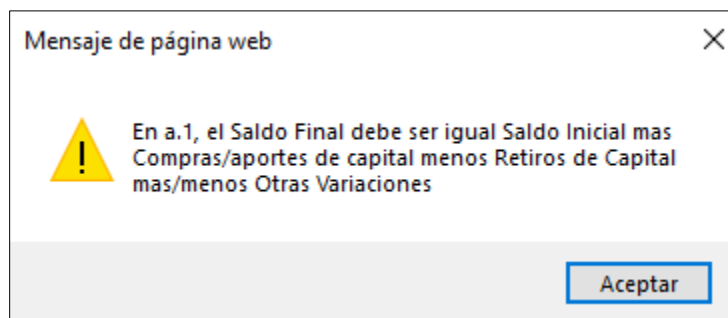 Mensaje de página web
En a.1, el Saldo Final debe ser igual Saldo Inicial mas
Compras/aportes de capital menos Retiros de Capital
mas/menos Otras Variaciones
Aceptar